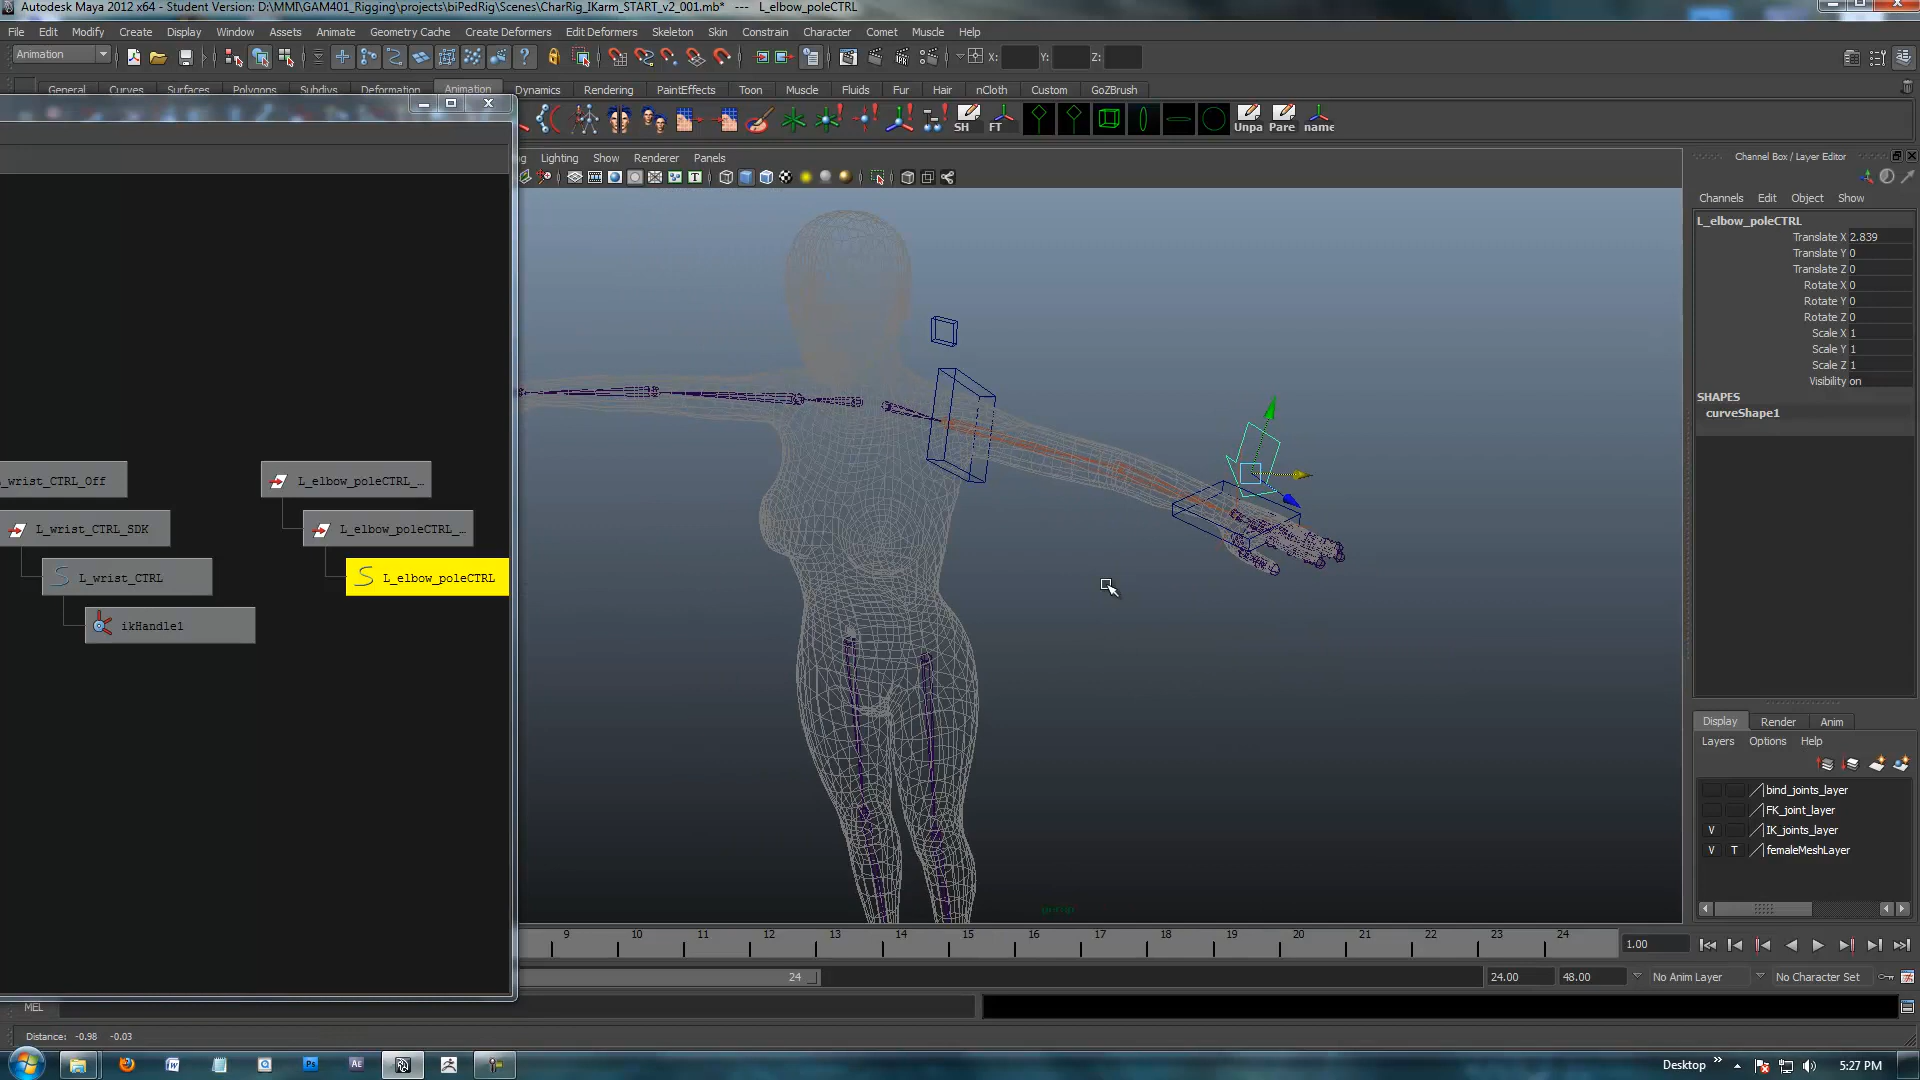 Autodesk Maya 2012 x64 - Student Version: D:\MMI\GAM401_Rigging\projects\biPedRig\Scenes\CharRig_IKarm_START_v2_001.mb* --- L_elbow_poleCTRL
File Edit Modify Create Display Window Assets Animate Geometry Cache Create Deformers Edit Deformers Skeleton Skin Constrain Character Comet Muscle Help
Animation X: Y: Z:
General Curves Surfaces Polygons Subdivs Deformation Animation Dynamics Rendering PaintEffects Toon Muscle Fluids Fur Hair nCloth Custom GoZBrush
SH FT Unpa Pare name
Lighting Show Renderer Panels
Channel Box / Layer Editor
Channels Edit Object Show
L_elbow_poleCTRL
Translate X 2.839
Translate Y 0
Translate Z 0
Rotate X 0
Rotate Y 0
Rotate Z 0
Scale X 1
Scale Y 1
Scale Z 1
Visibility on
SHAPES
curveShape1
_wrist_CTRL_Off L_elbow_poleCTRL_...
L_wrist_CTRL_SDK L_elbow_poleCTRL_...
L_wrist_CTRL L_elbow_poleCTRL
ikHandle1
Display Render Anim
Layers Options Help
bind_joints_layer
FK_joint_layer
V IK_joints_layer
V T femaleMeshLayer
9 10 11 12 13 14 15 16 17 18 19 20 21 22 23 24 1.00
24 24.00 48.00 No Anim Layer No Character Set
MEL
Distance: -0.98 -0.03
Desktop 5:27 PM